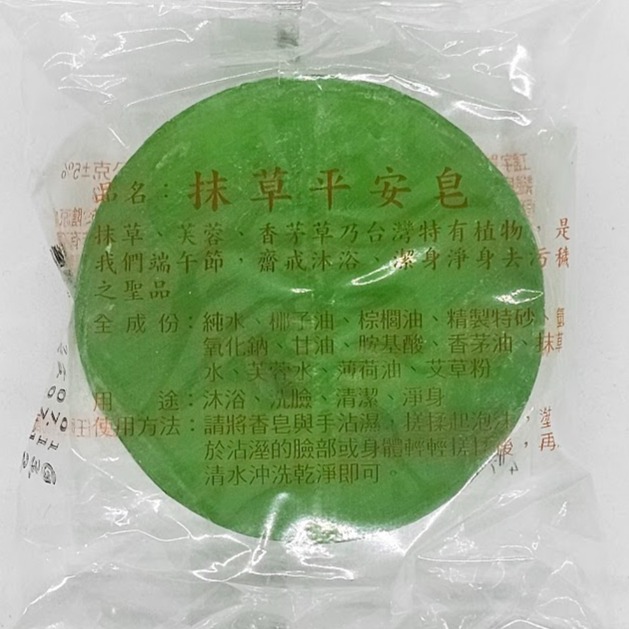 品名：抹草平安皂
抹草、芙蓉、香茅草乃台灣特有植物，是
我們端午節，齋戒沐浴、潔身淨身去污穢
之聖品
全成份：純水、椰子油、棕櫚油、精製特砂、氫
氧化鈉、甘油、胺基酸、香茅油、抹草
水、芙蓉水、薄荷油、艾草粉
用途：沐浴、洗臉、清潔、淨身
使用方法：請將香皂與手沾濕，搓揉起泡沫，塗
於沾溼的臉部或身體輕輕搓揉後，再
清水沖洗乾淨即可。